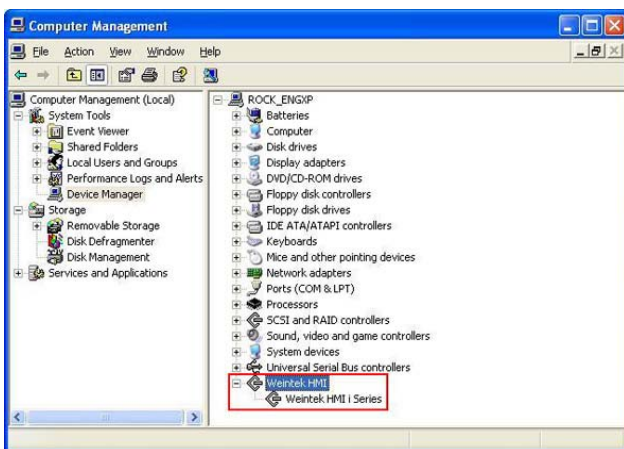 Computer Management
File Action View Window Help
Computer Management (Local)
System Tools
Event Viewer
Shared Folders
Local Users and Groups
Performance Logs and Alerts
Device Manager
Storage
Removable Storage
Disk Defragmenter
Disk Management
Services and Applications
ROCK_ENGXP
Batteries
Computer
Disk drives
Display adapters
DVD/CD-ROM drives
Floppy disk controllers
Floppy disk drives
IDE ATA/ATAPI controllers
Keyboards
Mice and other pointing devices
Network adapters
Ports (COM & LPT)
Processors
SCSI and RAID controllers
Sound, video and game controllers
System devices
Universal Serial Bus controllers
Weintek HMI
Weintek HMI i Series